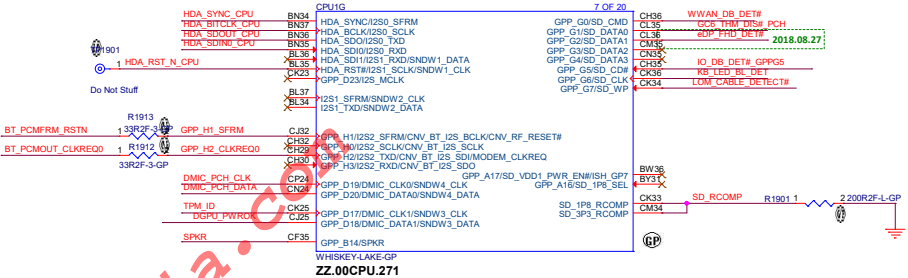 CPU1G 7 OF 20
HDA_SYNC_CPU BN34 HDA_SYNC/I2S0_SFRM GPP_G0/SD_CMD CH36 WWAN_DB_DET#
HDA_BITCLK_CPU BN37 HDA_BCLK/I2S0_SCLK GPP_G1/SD_DATA0 CL35 GC6_THM_DIS#_PCH
HDA_SDOUT_CPU BN36 HDA_SDO/I2S0_TXD GPP_G2/SD_DATA1 CL36 eDP_FHD_DET#
HDA_SDIN0_CPU BN35 HDA_SDI0/I2S0_RXD GPP_G3/SD_DATA2 CM35 2018.08.27
BL36 HDA_SDI1/I2S1_RXD/SNDW1_DATA GPP_G4/SD_DATA3 CN35
1901 1 HDA_RST_N_CPU BL35 HDA_RST#/I2S1_SCLK/SNDW1_CLK GPP_G5/SD_CD# CH35 IO_DB_DET#_GPPG5
CK23 GPP_D23/I2S_MCLK GPP_G6/SD_CLK CK36 KB_LED_BL_DET
GPP_G7/SD_WP CK34 LOM_CABLE_DETECT#
Do Not Stuff
BL37 I2S1_SFRM/SNDW2_CLK
BL34 I2S1_TXD/SNDW2_DATA
R1913
BT_PCMFRM_RSTN 1 33R2F-3-GP GPP_H1_SFRM CJ32 GPP_H1/I2S2_SFRM/CNV_BT_I2S_BCLK/CNV_RF_RESET#
CH32 GPP_H0/I2S2_SCLK/CNV_BT_I2S_SCLK
BT_PCMOUT_CLKREQ0 1 R1912 GPP_H2_CLKREQ0 CH29 GPP_H2/I2S2_TXD/CNV_BT_I2S_SDI/MODEM_CLKREQ
33R2F-3-GP CH30 GPP_H3/I2S2_RXD/CNV_BT_I2S_SDO
GPP_A17/SD_VDD1_PWR_EN#/ISH_GP7 BW36
DMIC_PCH_CLK CP24 GPP_D19/DMIC_CLK0/SNDW4_CLK GPP_A16/SD_1P8_SEL BY31
DMIC_PCH_DATA CN24 GPP_D20/DMIC_DATA0/SNDW4_DATA
SD_1P8_RCOMP CK33 SD_RCOMP R1901 1 2 200R2F-L-GP
TPM_ID CK25 GPP_D17/DMIC_CLK1/SNDW3_CLK SD_3P3_RCOMP CM34
DGPU_PWROK CJ25 GPP_D18/DMIC_DATA1/SNDW3_DATA
SPKR CF35 GPP_B14/SPKR GP
WHISKEY-LAKE-GP
ZZ.00CPU.271